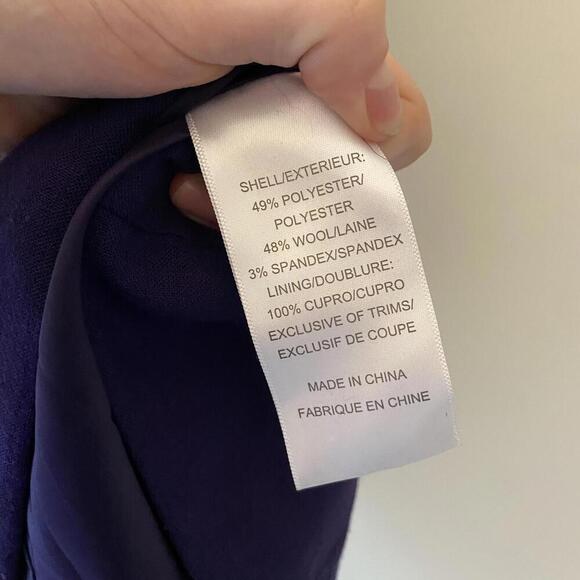 SHELL/EXTERIEUR:
49% POLYESTER/
POLYESTER
48% WOOL/LAINE
3% SPANDEX/SPANDEX
LINING/DOUBLURE:
100% CUPRO/CUPRO
EXCLUSIVE OF TRIMS/
EXCLUSIF DE COUPE
MADE IN CHINA
FABRIQUE EN CHINE